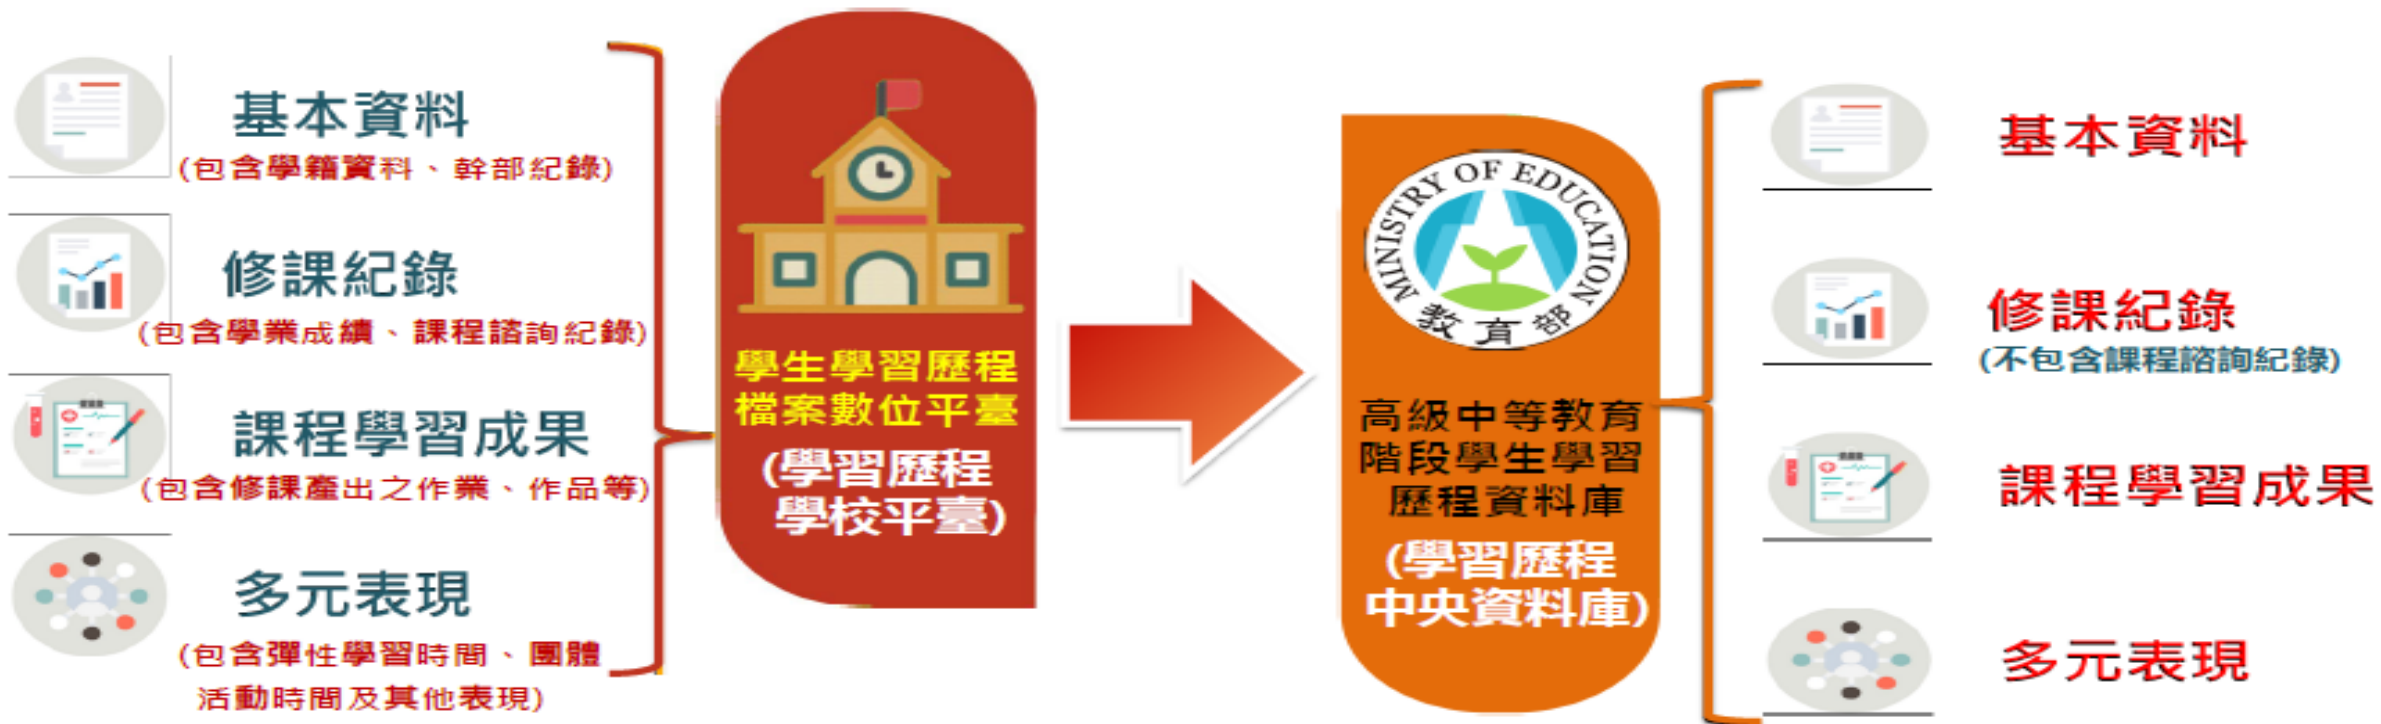 基本資料
(包含學籍資料、幹部紀錄)
修課紀錄
(包含學業成績、課程諮詢紀錄)
課程學習成果
(包含修課產出之作業、作品等)
多元表現
(包含彈性學習時間、團體
活動時間及其他表現)
學生學習歷程
檔案數位平臺
(學習歷程
學校平臺)
MINISTRY OF EDUCATION
教育部
高級中等教育
階段學生學習
歷程資料庫
(學習歷程
中央資料庫)
基本資料
修課紀錄
(不包含課程諮詢紀錄)
課程學習成果
多元表現